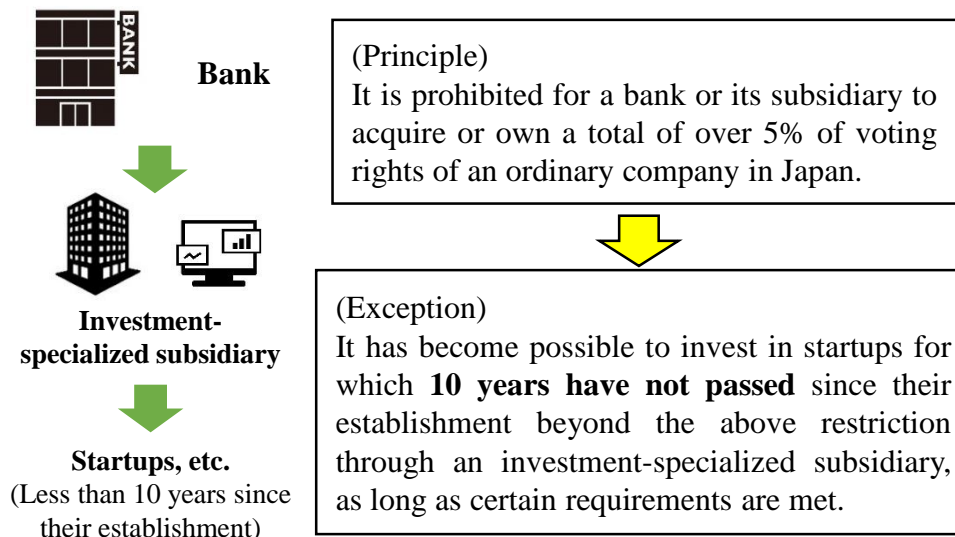 BANK
Bank
Investment-
specialized subsidiary
Startups, etc.
(Less than 10 years since
their establishment)
(Principle)
It is prohibited for a bank or its subsidiary to
acquire or own a total of over 5% of voting
rights of an ordinary company in Japan.
(Exception)
It has become possible to invest in startups for
which 10 years have not passed since their
establishment beyond the above restriction
through an investment-specialized subsidiary,
as long as certain requirements are met.